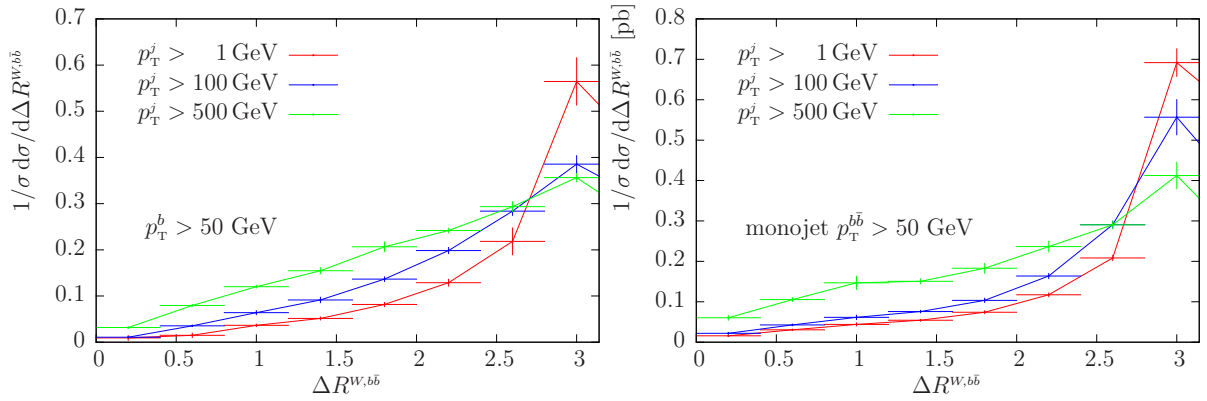 1/σ dσ/dΔR^{W,bb̄}
0.7
0.6
0.5
0.4
0.3
0.2
0.1
0
p_T^j > 1 GeV
p_T^j > 100 GeV
p_T^j > 500 GeV
p_T^b > 50 GeV
0 0.5 1 1.5 2 2.5 3
ΔR^{W,bb̄}
1/σ dσ/dΔR^{W,bb̄} [pb]
0.8
0.7
0.6
0.5
0.4
0.3
0.2
0.1
0
p_T^j > 1 GeV
p_T^j > 100 GeV
p_T^j > 500 GeV
monojet p_T^{bb̄} > 50 GeV
0 0.5 1 1.5 2 2.5 3
ΔR^{W,bb̄}